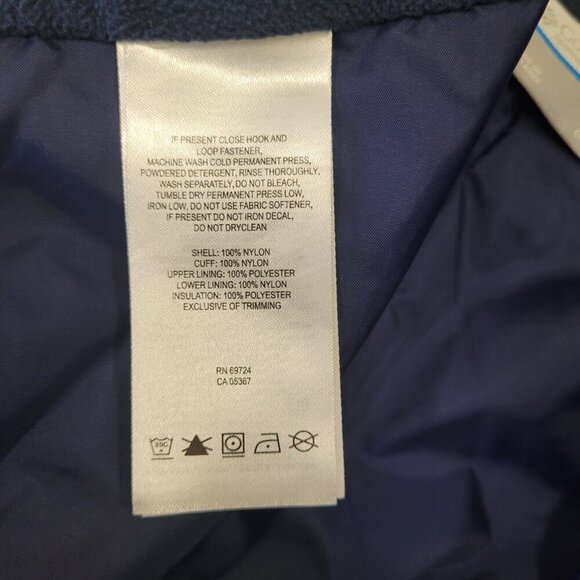 IF PRESENT CLOSE HOOK AND
LOOP FASTENER,
MACHINE WASH COLD PERMANENT PRESS,
POWDERED DETERGENT, RINSE THOROUGHLY,
WASH SEPARATELY, DO NOT BLEACH,
TUMBLE DRY PERMANENT PRESS LOW,
IRON LOW, DO NOT USE FABRIC SOFTENER,
IF PRESENT DO NOT IRON DECAL,
DO NOT DRYCLEAN
SHELL: 100% NYLON
CUFF: 100% NYLON
UPPER LINING: 100% POLYESTER
LOWER LINING: 100% NYLON
INSULATION: 100% POLYESTER
EXCLUSIVE OF TRIMMING
RN 69724
CA 05367
30C